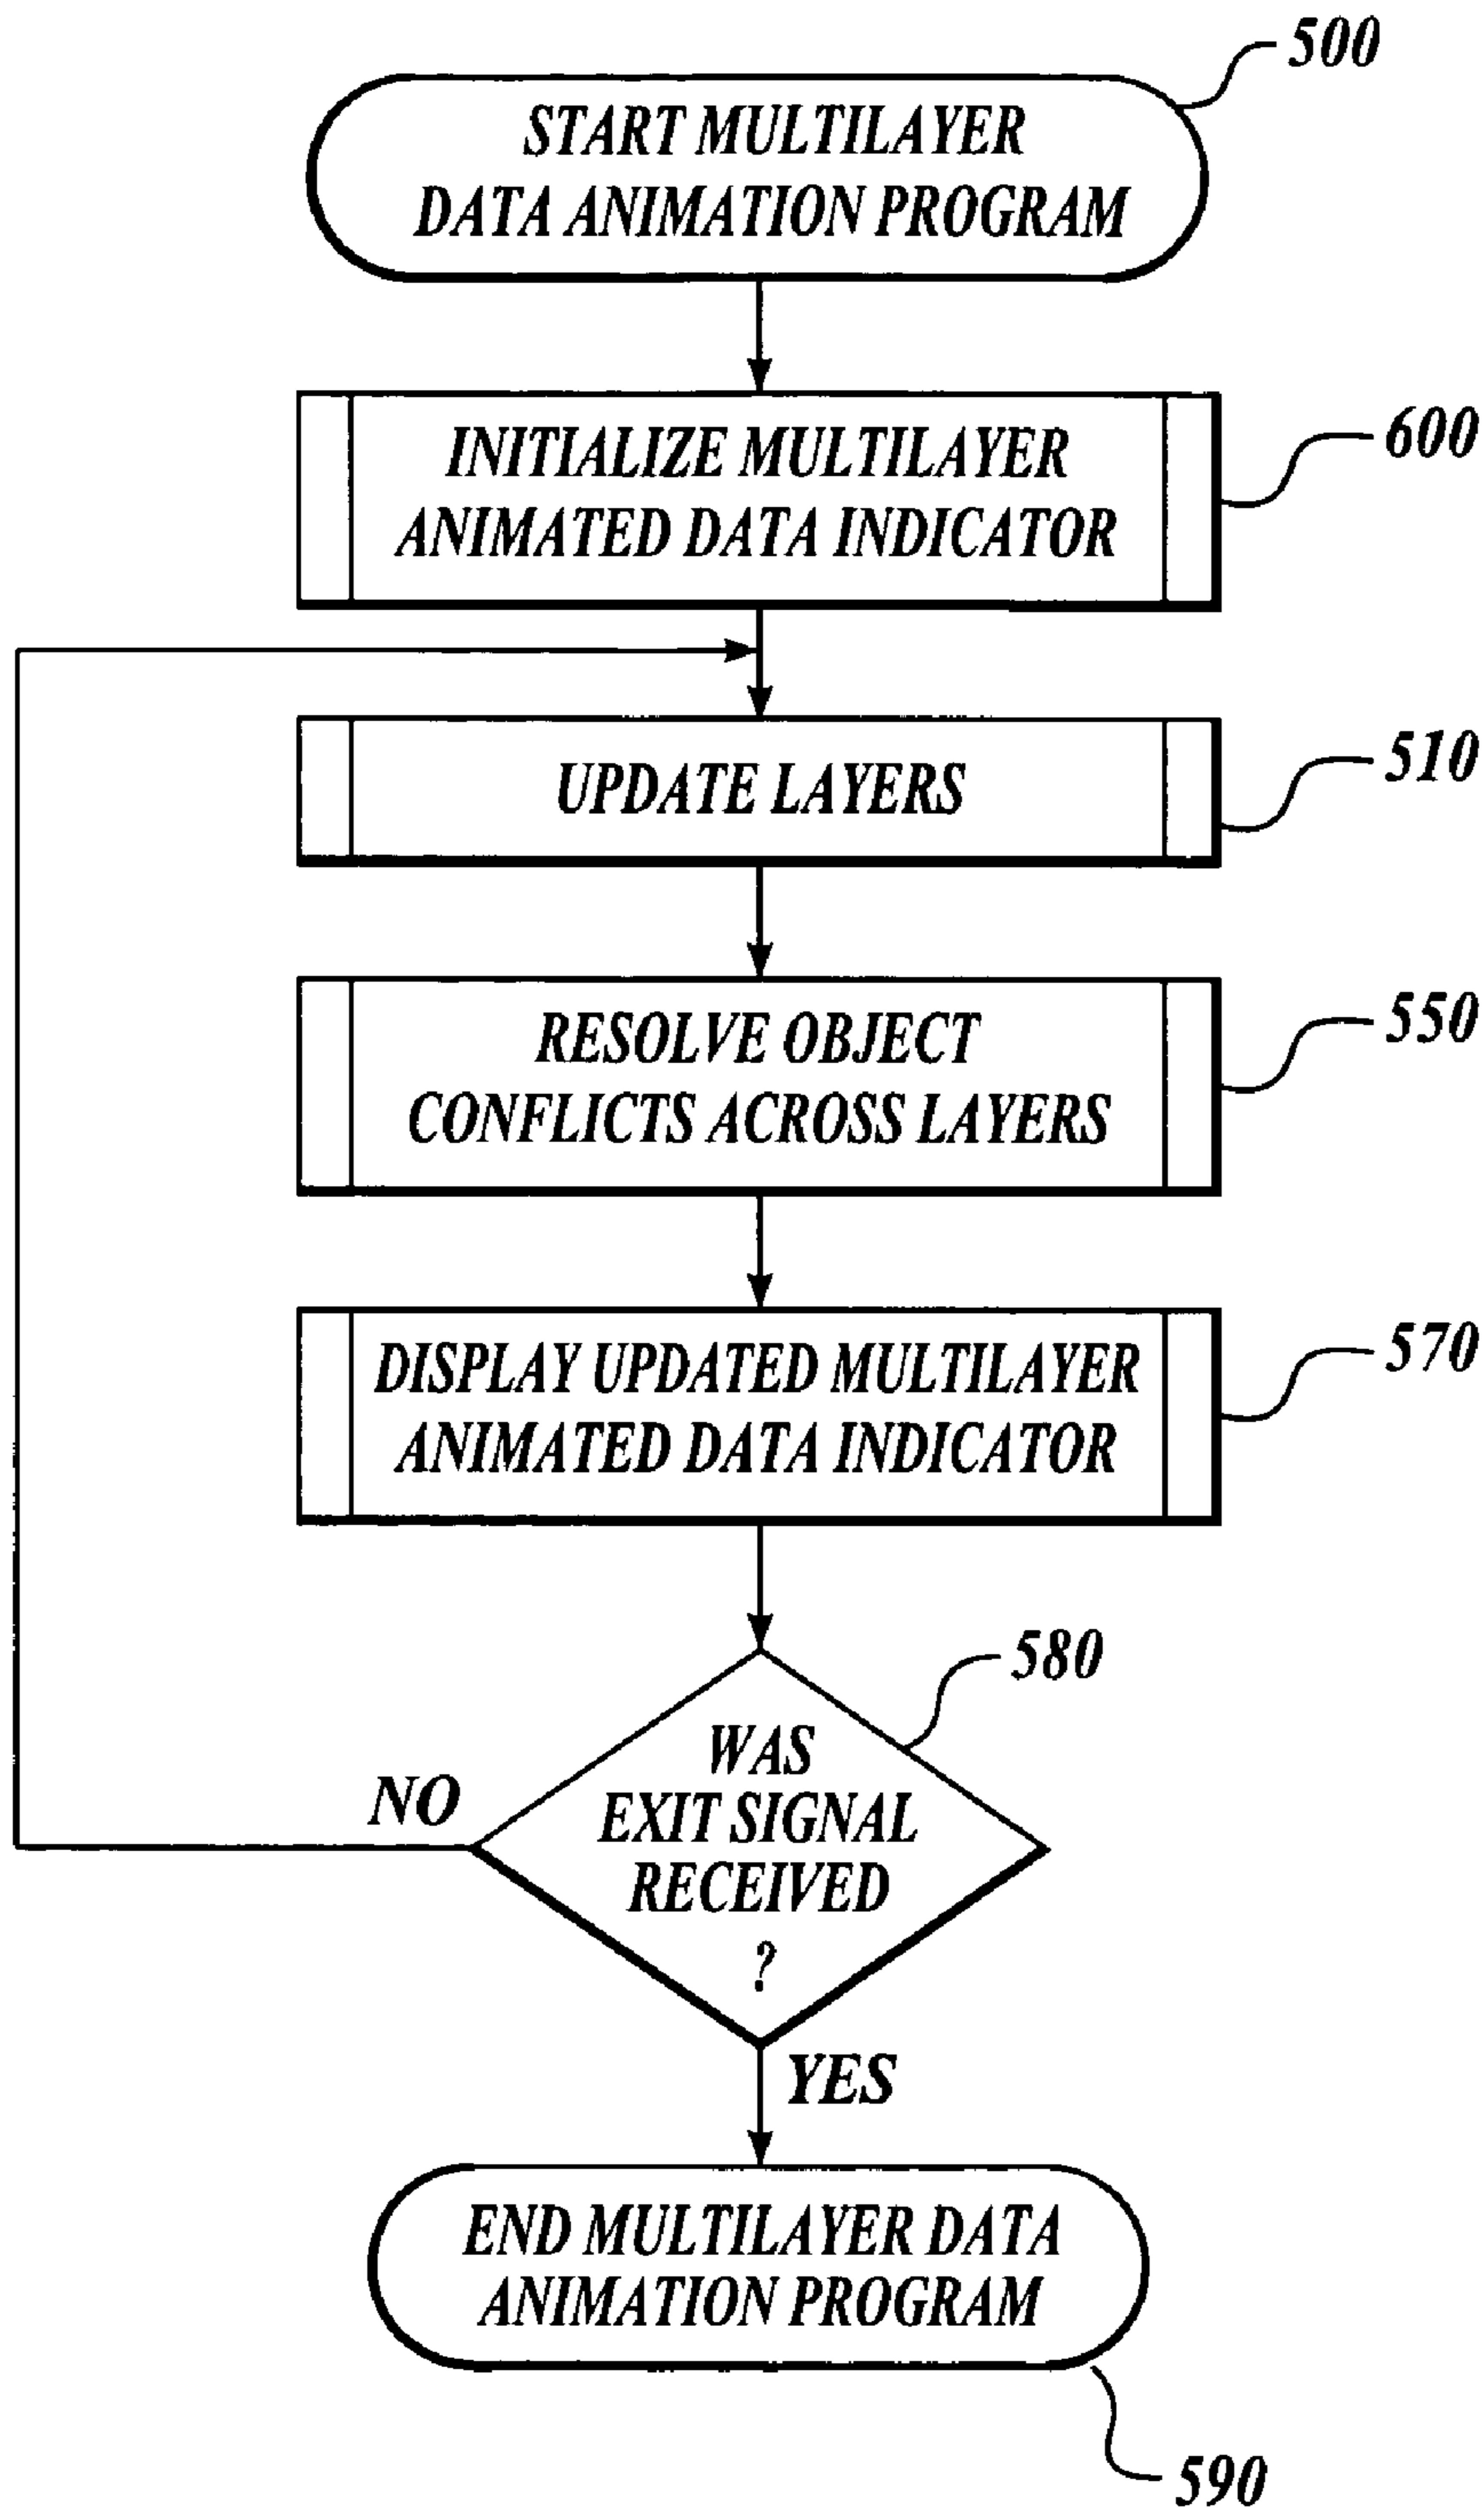 500
START MULTILAYER
DATA ANIMATION PROGRAM
INITIALIZE MULTILAYER
ANIMATED DATA INDICATOR
600
UPDATE LAYERS
510
RESOLVE OBJECT
CONFLICTS ACROSS LAYERS
550
DISPLAY UPDATED MULTILAYER
ANIMATED DATA INDICATOR
570
580
WAS
EXIT SIGNAL
RECEIVED
?
NO
YES
END MULTILAYER DATA
ANIMATION PROGRAM
590